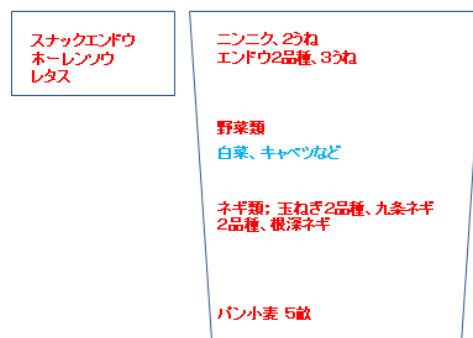 スナックエンドウ
ホーレンソウ
レタス
ニンニク、2うね
エンドウ2品種、3うね
野菜類
白菜、キャベツなど
ネギ類; 玉ねぎ2品種、九条ネギ
2品種、根深ネギ
パン小麦 5畝